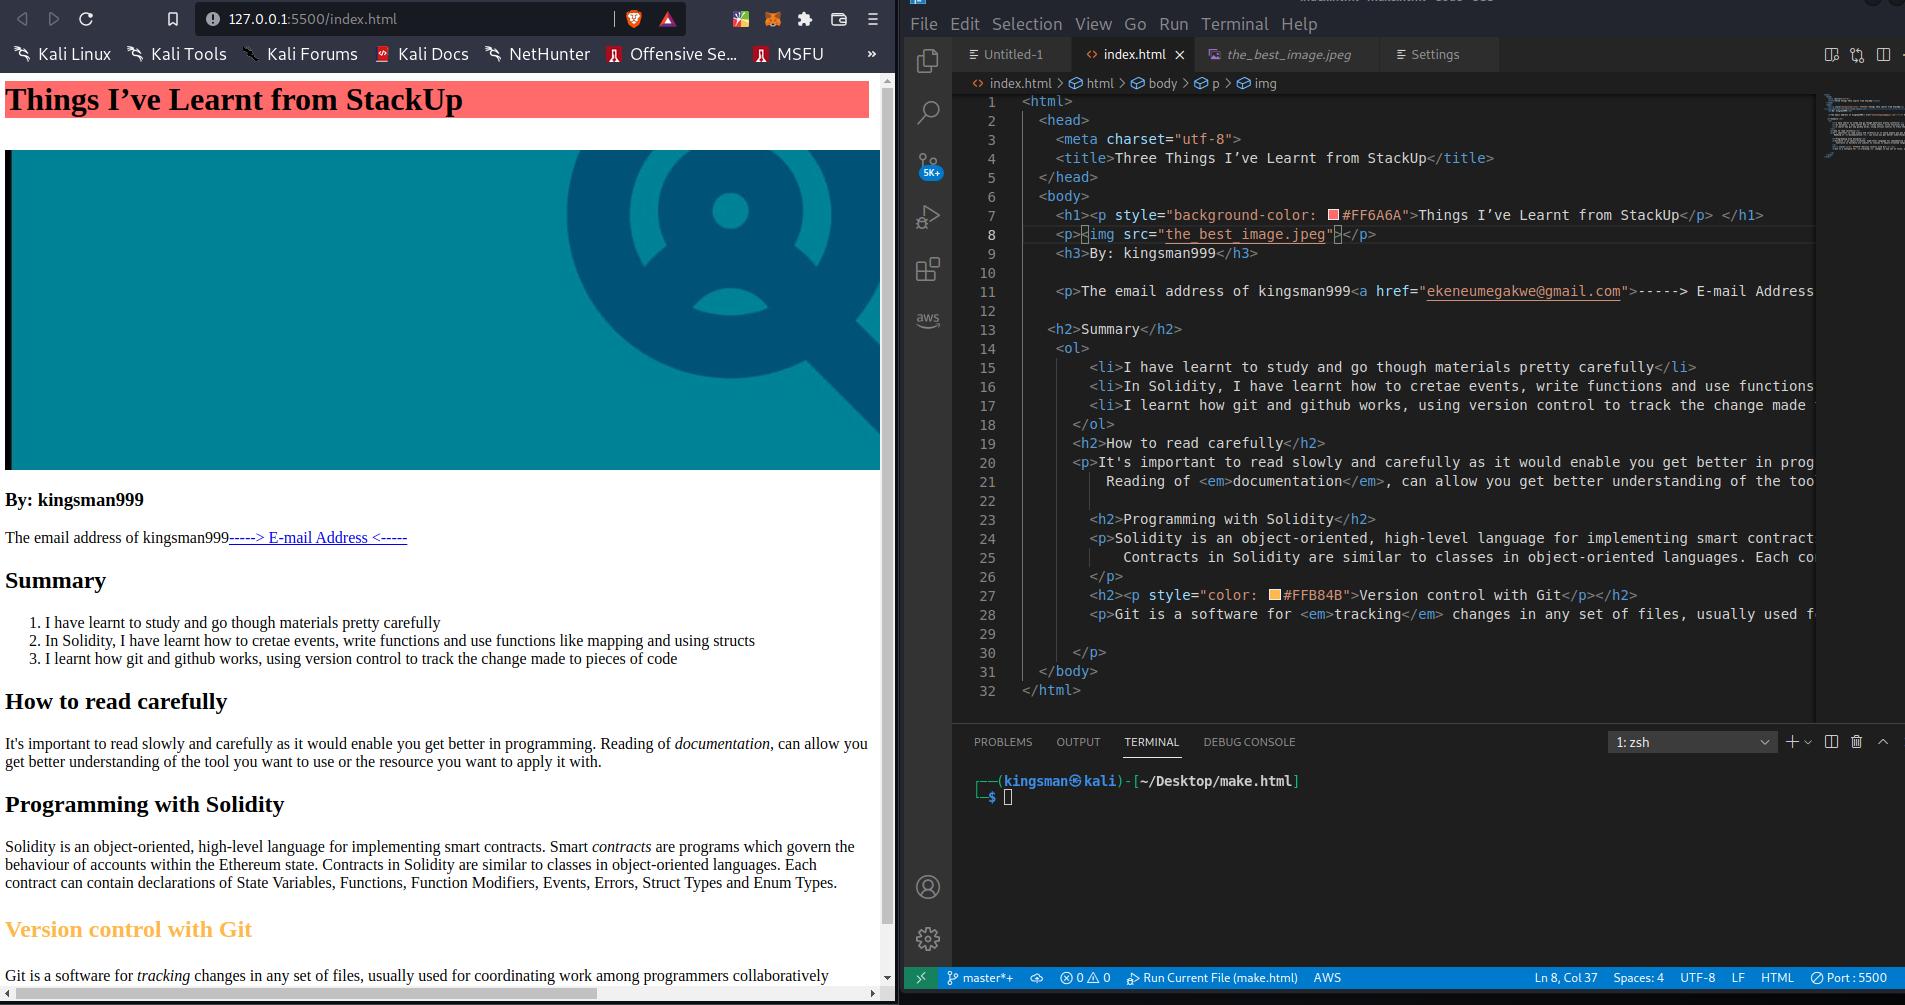 127.0.0.1:5500/index.html
Kali Linux Kali Tools Kali Forums Kali Docs NetHunter Offensive Se... MSFU »
Things I’ve Learnt from StackUp
By: kingsman999
The email address of kingsman999-----> E-mail Address <-----
Summary
1. I have learnt to study and go though materials pretty carefully
2. In Solidity, I have learnt how to cretae events, write functions and use functions like mapping and using structs
3. I learnt how git and github works, using version control to track the change made to pieces of code
How to read carefully
It's important to read slowly and carefully as it would enable you get better in programming. Reading of documentation, can allow you
get better understanding of the tool you want to use or the resource you want to apply it with.
Programming with Solidity
Solidity is an object-oriented, high-level language for implementing smart contracts. Smart contracts are programs which govern the
behaviour of accounts within the Ethereum state. Contracts in Solidity are similar to classes in object-oriented languages. Each
contract can contain declarations of State Variables, Functions, Function Modifiers, Events, Errors, Struct Types and Enum Types.
Version control with Git
Git is a software for tracking changes in any set of files, usually used for coordinating work among programmers collaboratively
File Edit Selection View Go Run Terminal Help
Untitled-1 index.html the_best_image.jpeg Settings
index.html > html > body > p > img
5K+
aws
1 <html>
2 <head>
3 <meta charset="utf-8">
4 <title>Three Things I’ve Learnt from StackUp</title>
5 </head>
6 <body>
7 <h1><p style="background-color: #FF6A6A">Things I’ve Learnt from StackUp</p> </h1>
8 <p><img src="the_best_image.jpeg"></p>
9 <h3>By: kingsman999</h3>
10
11 <p>The email address of kingsman999<a href="ekeneumegakwe@gmail.com">-----> E-mail Address
12
13 <h2>Summary</h2>
14 <ol>
15 <li>I have learnt to study and go though materials pretty carefully</li>
16 <li>In Solidity, I have learnt how to cretae events, write functions and use functions
17 <li>I learnt how git and github works, using version control to track the change made
18 </ol>
19 <h2>How to read carefully</h2>
20 <p>It's important to read slowly and carefully as it would enable you get better in prog
21 Reading of <em>documentation</em>, can allow you get better understanding of the too
22
23 <h2>Programming with Solidity</h2>
24 <p>Solidity is an object-oriented, high-level language for implementing smart contract
25 Contracts in Solidity are similar to classes in object-oriented languages. Each co
26 </p>
27 <h2><p style="color: #FFB84B">Version control with Git</p></h2>
28 <p>Git is a software for <em>tracking</em> changes in any set of files, usually used f
29
30 </p>
31 </body>
32 </html>
PROBLEMS OUTPUT TERMINAL DEBUG CONSOLE 1: zsh
(kingsman㉿kali)-[~/Desktop/make.html]
$
master*+ 0 0 Run Current File (make.html) AWS Ln 8, Col 37 Spaces: 4 UTF-8 LF HTML Port : 5500